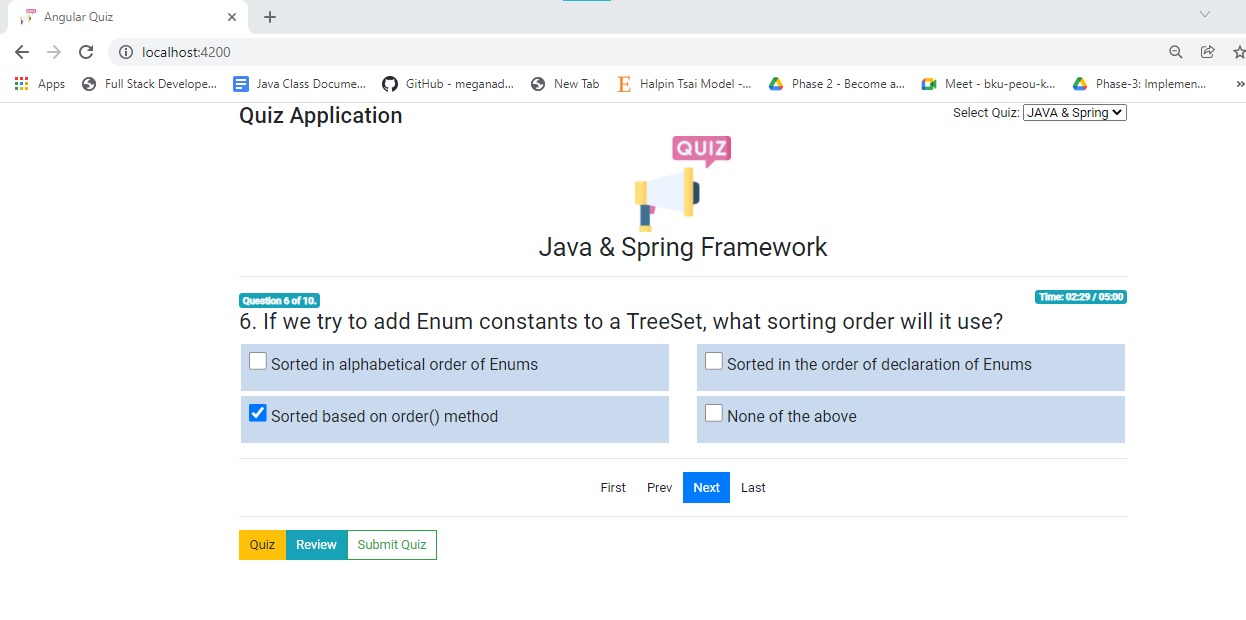 Angular Quiz
localhost:4200
Apps Full Stack Develope... Java Class Docume... GitHub - meganad... New Tab Halpin Tsai Model -... Phase 2 - Become a... Meet - bku-peou-k... Phase-3: Implemen... »
Quiz Application
Select Quiz: JAVA & Spring
QUIZ
Java & Spring Framework
Question 6 of 10.
Time: 02:29 / 05:00
6. If we try to add Enum constants to a TreeSet, what sorting order will it use?
Sorted in alphabetical order of Enums
Sorted in the order of declaration of Enums
Sorted based on order() method
None of the above
First Prev Next Last
Quiz Review Submit Quiz